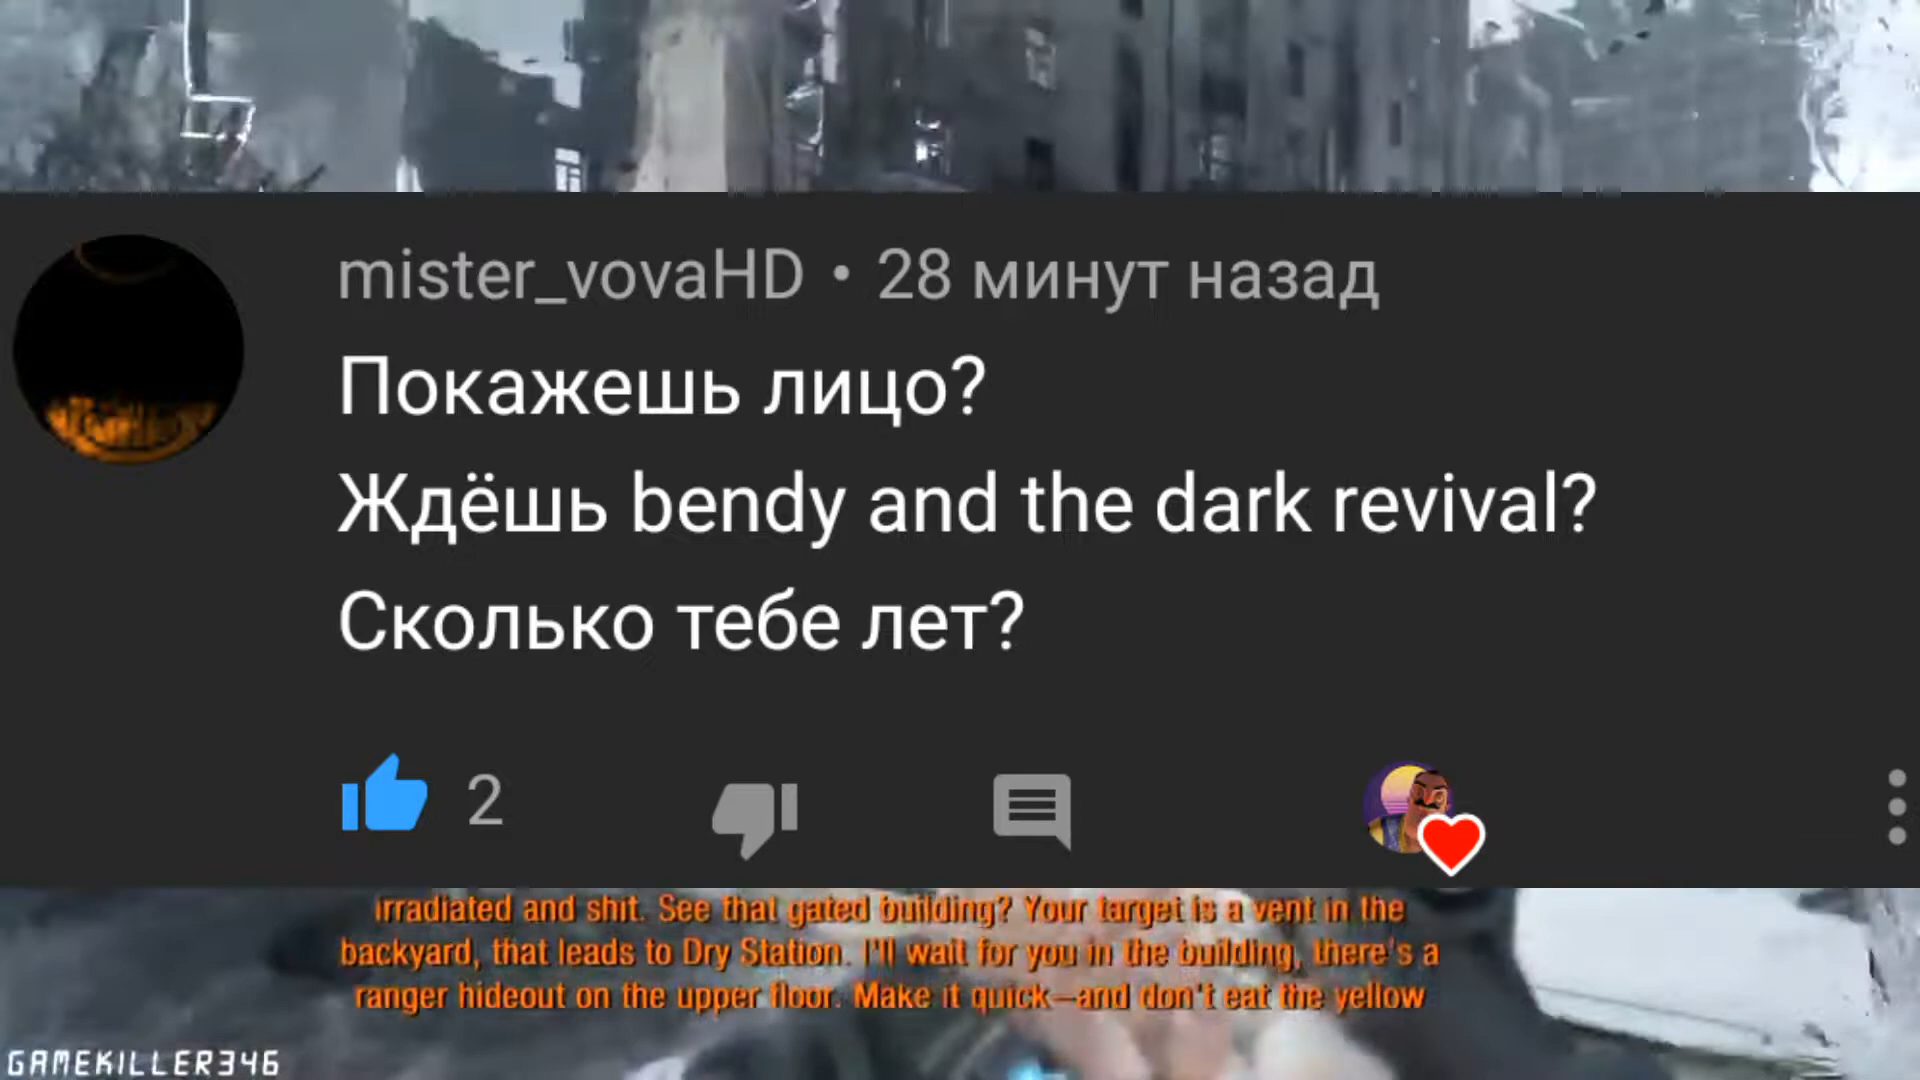 mister_vovaHD • 28 минут назад
Покажешь лицо?
Ждёшь bendy and the dark revival?
Сколько тебе лет?
2
irradiated and shit. See that gated building? Your target is a vent in the
backyard, that leads to Dry Station. I'll wait for you in the building, there's a
ranger hideout on the upper floor. Make it quick—and don't eat the yellow
GAMEKILLER346